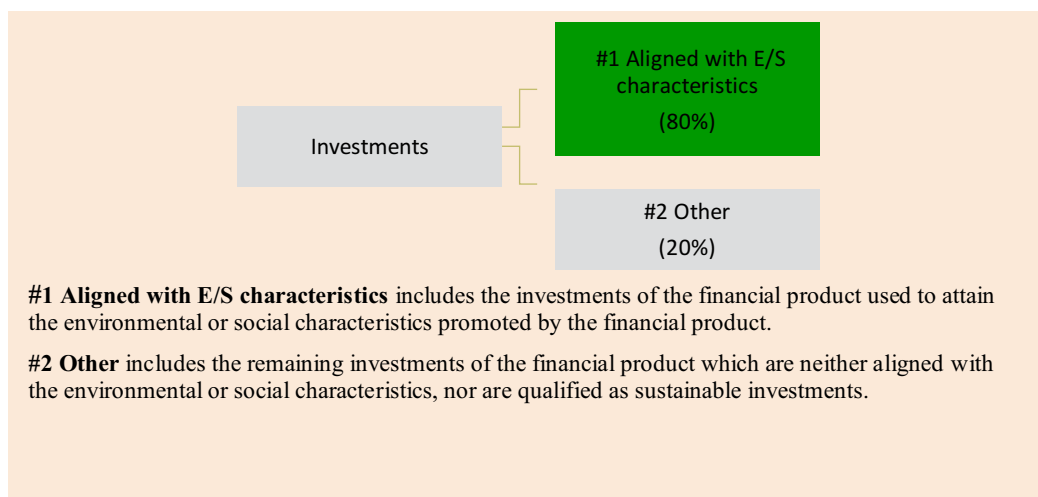 #1 Aligned with E/S
characteristics
(80%)
Investments
#2 Other
(20%)
#1 Aligned with E/S characteristics includes the investments of the financial product used to attain
the environmental or social characteristics promoted by the financial product.
#2 Other includes the remaining investments of the financial product which are neither aligned with
the environmental or social characteristics, nor are qualified as sustainable investments.